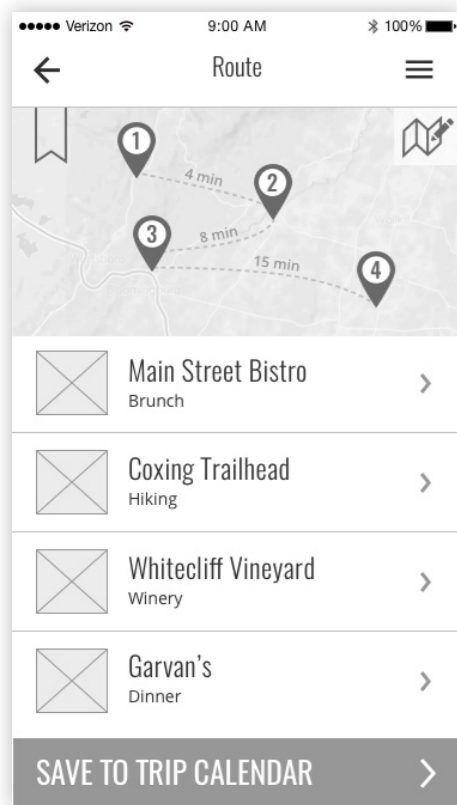 Verizon 9:00 AM 100%
Route
1
4 min
2
3
8 min
15 min
4
Main Street Bistro
Brunch
Coxing Trailhead
Hiking
Whitecliff Vineyard
Winery
Garvan's
Dinner
SAVE TO TRIP CALENDAR